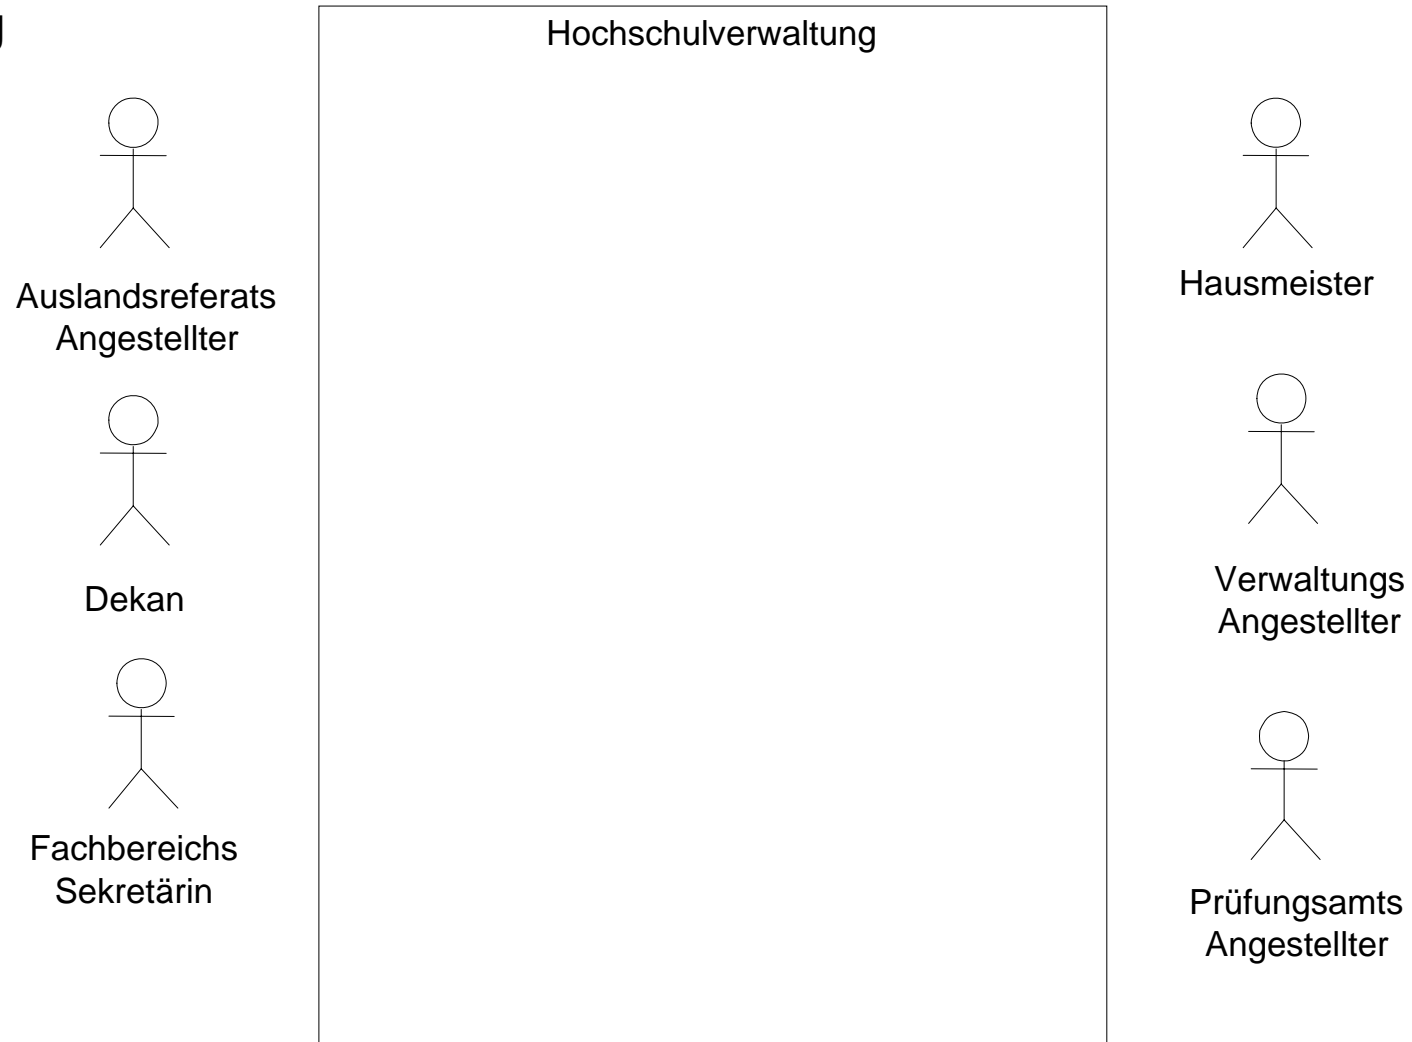 Hochschulverwaltung
Auslandsreferats
Angestellter
Hausmeister
Dekan
Verwaltungs
Angestellter
Fachbereichs
Sekretärin
Prüfungsamts
Angestellter